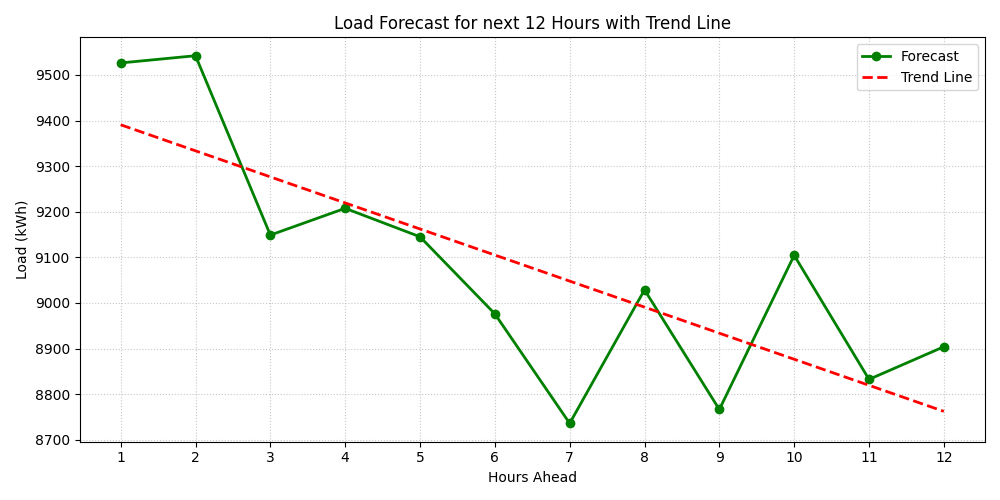 Load Forecast for next 12 Hours with Trend Line
Forecast
Trend Line
Load (kWh)
9500
9400
9300
9200
9100
9000
8900
8800
8700
1 2 3 4 5 6 7 8 9 10 11 12
Hours Ahead